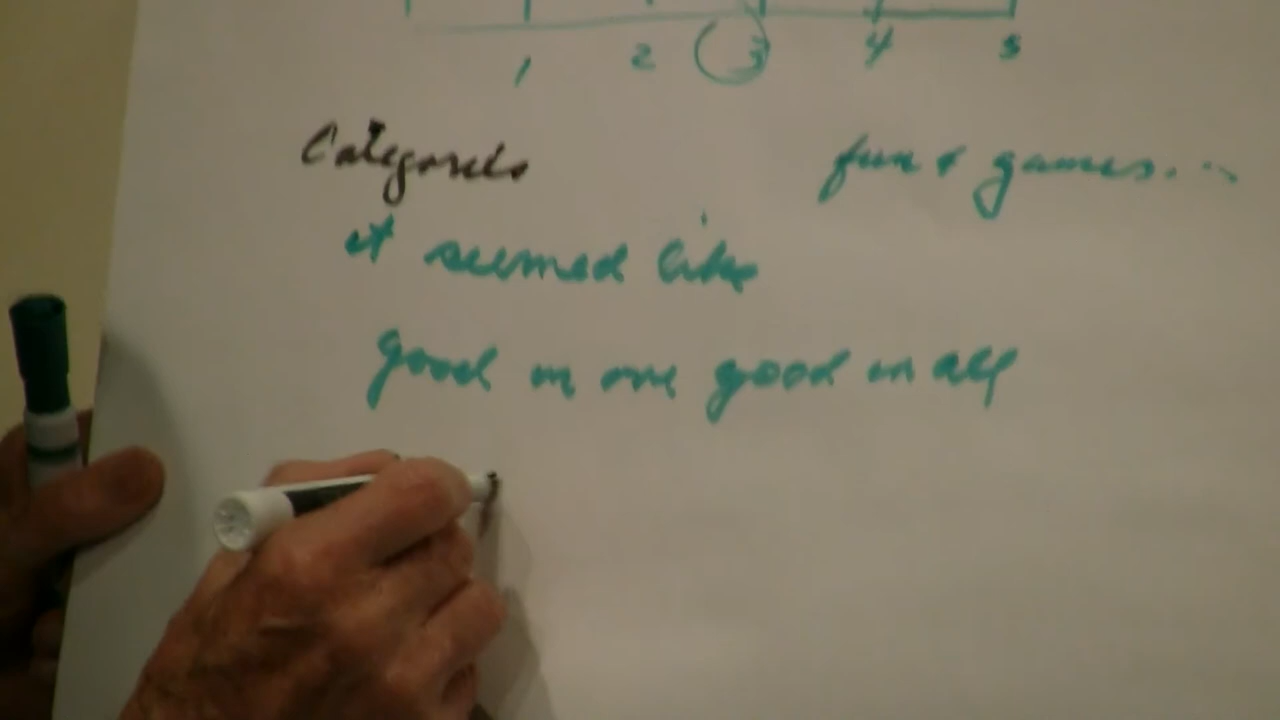 1 2 3 4 5
Categories fun & games...
it seemed like
good in one good in all